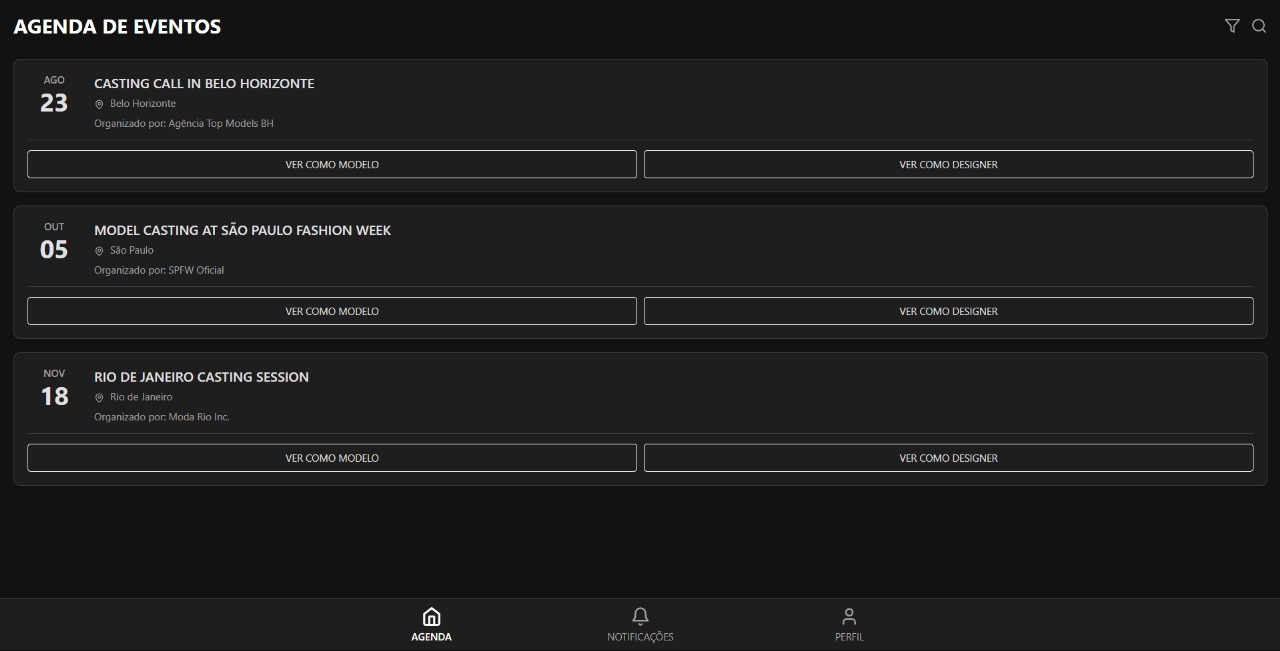 AGENDA DE EVENTOS
AGO
23
CASTING CALL IN BELO HORIZONTE
Belo Horizonte
Organizado por: Agência Top Models BH
VER COMO MODELO
VER COMO DESIGNER
OUT
05
MODEL CASTING AT SÃO PAULO FASHION WEEK
São Paulo
Organizado por: SPFW Oficial
VER COMO MODELO
VER COMO DESIGNER
NOV
18
RIO DE JANEIRO CASTING SESSION
Rio de Janeiro
Organizado por: Moda Rio Inc.
VER COMO MODELO
VER COMO DESIGNER
AGENDA
NOTIFICAÇÕES
PERFIL